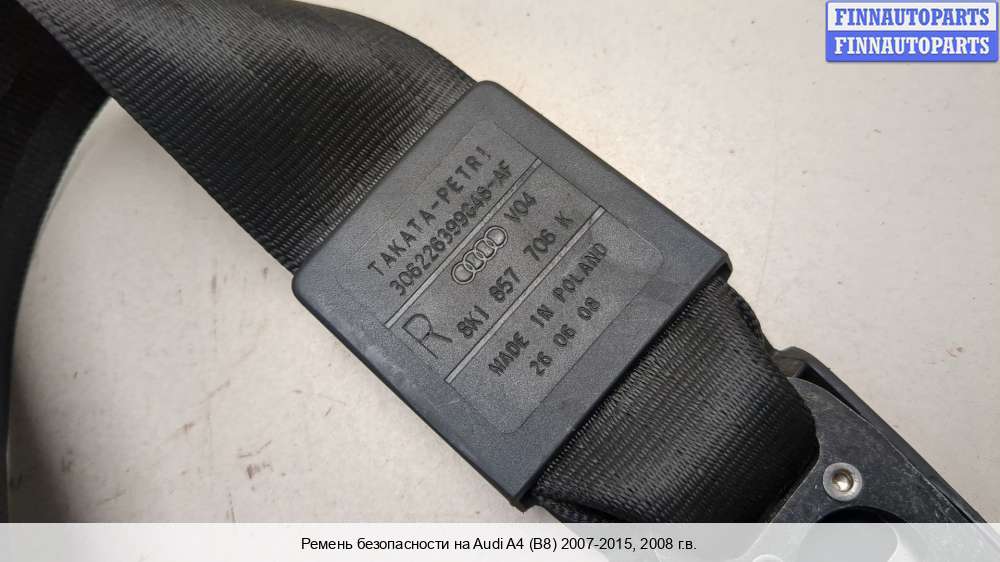 FINNAUTOPARTS
FINNAUTOPARTS
TAKATA-PETRI
306226399G48-AF
V04
R 8K1 857 706 K
MADE IN POLAND
26 06 08
Ремень безопасности на Audi A4 (B8) 2007-2015, 2008 г.в.